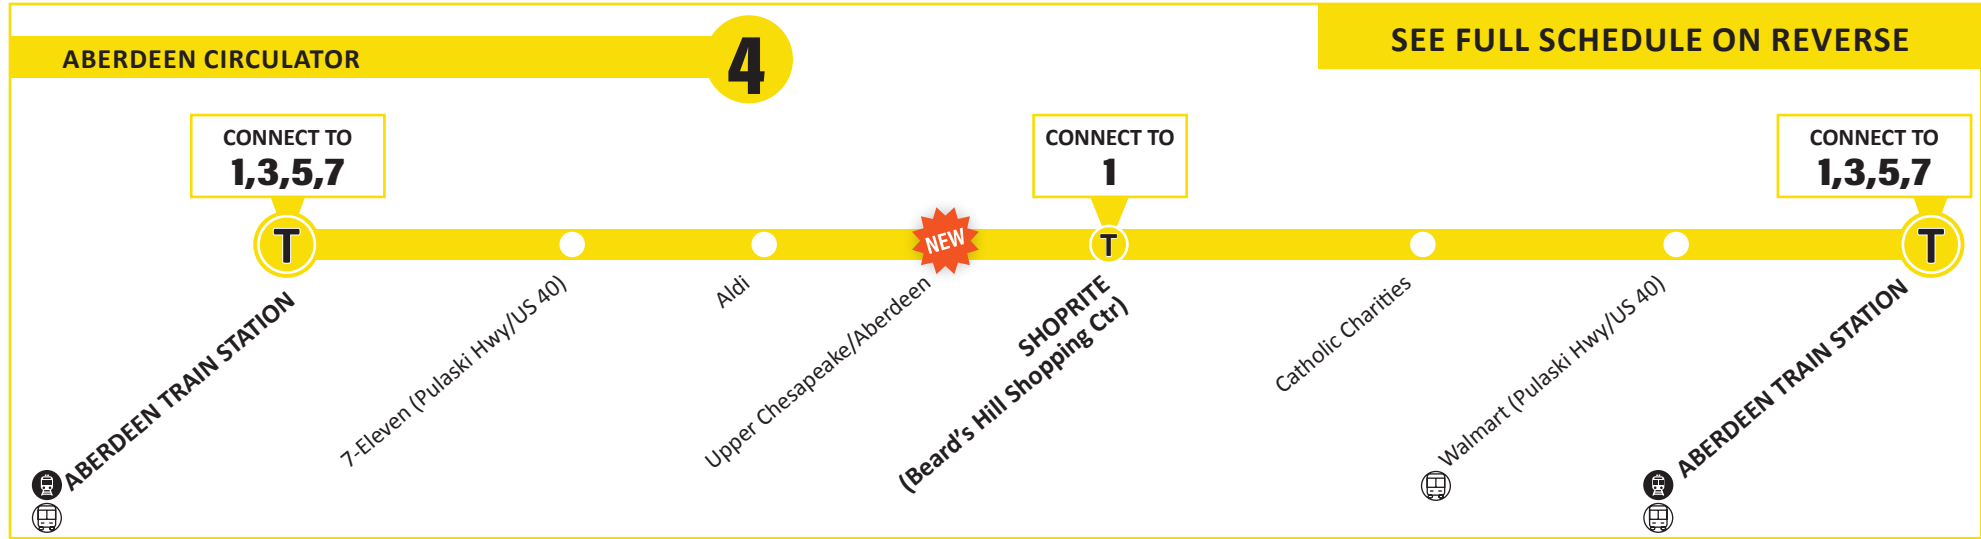 ABERDEEN CIRCULATOR
4
SEE FULL SCHEDULE ON REVERSE
CONNECT TO
1,3,5,7
CONNECT TO
1
CONNECT TO
1,3,5,7
T
NEW
T
T
ABERDEEN TRAIN STATION
7-Eleven (Pulaski Hwy/US 40)
Aldi
Upper Chesapeake/Aberdeen
SHOPRITE
(Beard's Hill Shopping Ctr)
Catholic Charities
Walmart (Pulaski Hwy/US 40)
ABERDEEN TRAIN STATION